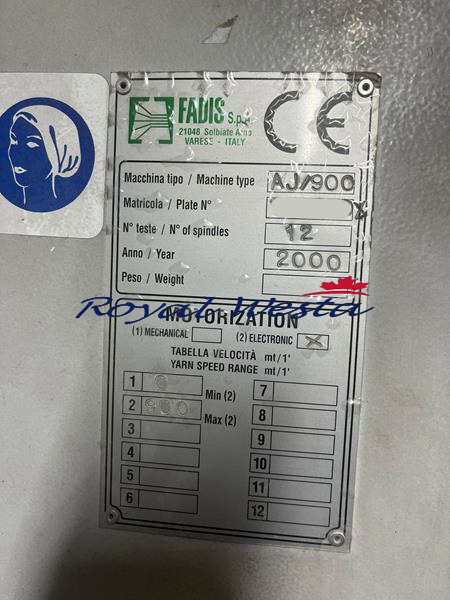 FADIS S.p.A.
21048 Solbiate Arno
VARESE - ITALY
CE
Macchina tipo / Machine type AJ/900
Matricola / Plate N°
N° teste / N° of spindles 12
Anno / Year 2000
Peso / Weight
Royal Westa
MOTORIZATION
(1) MECHANICAL (2) ELECTRONIC X
TABELLA VELOCITÀ mt/1'
YARN SPEED RANGE mt/1'
1 0 Min (2) 7
2 900 Max (2) 8
3 9
4 10
5 11
6 12